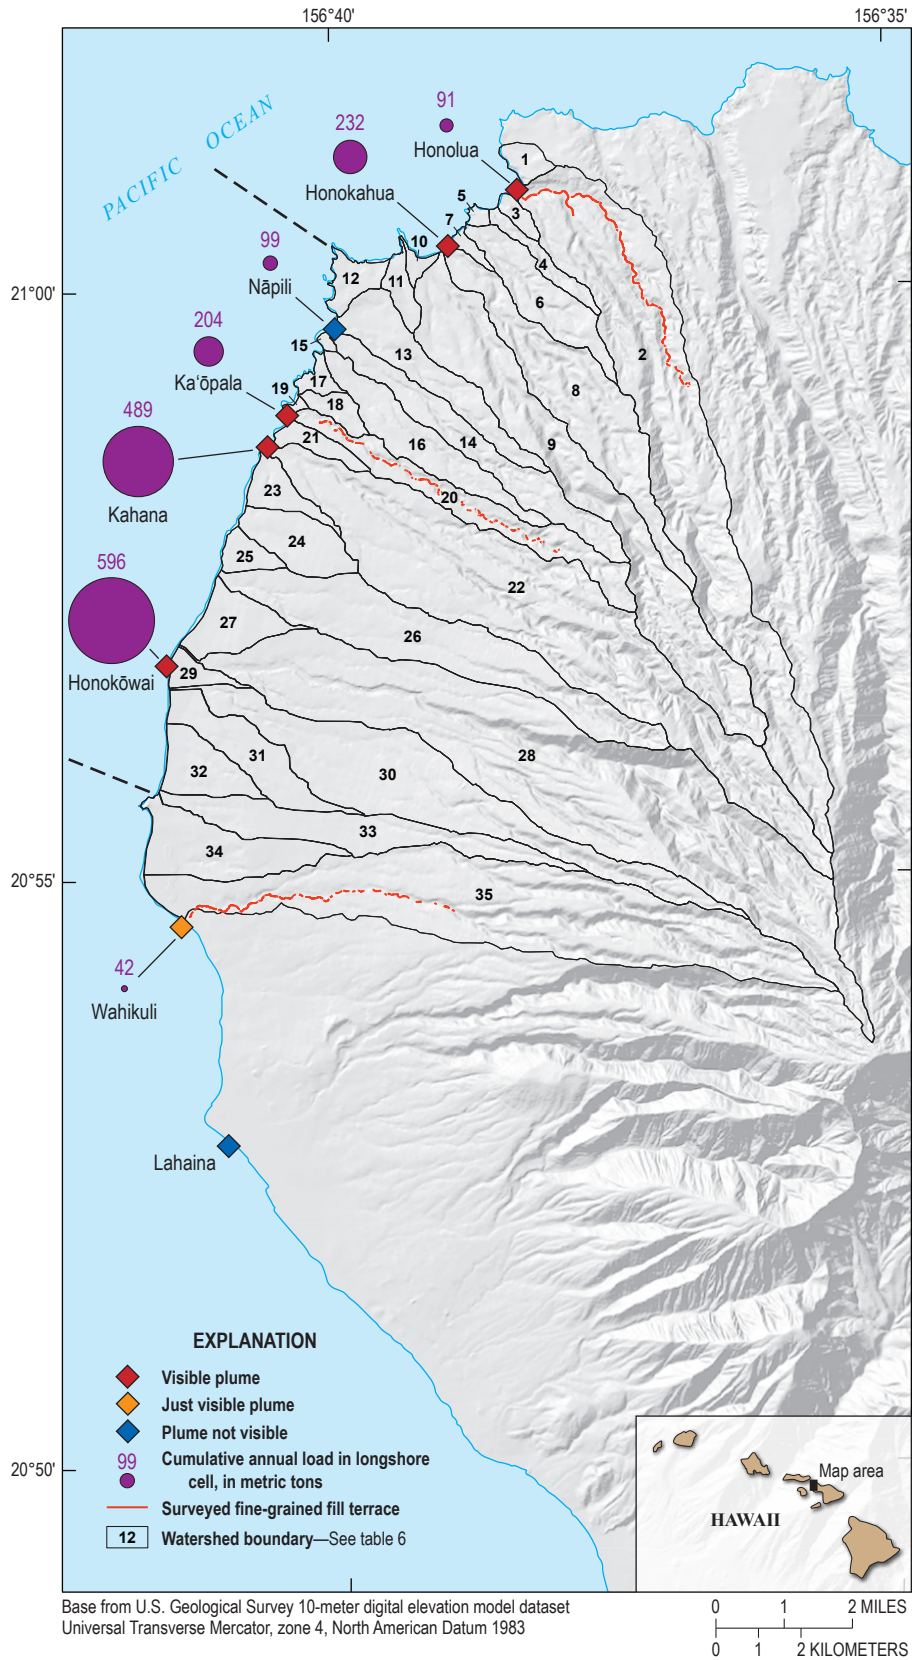 156°40'
156°35'
PACIFIC OCEAN
91
Honolua
232
Honokahua
99
Nāpili
21°00'
204
Kaʻōpala
489
Kahana
596
Honokōwai
20°55'
42
Wahikuli
Lahaina
20°50'
1
2
3
4
5
6
7
8
9
10
11
12
13
14
15
16
17
18
19
20
21
22
23
24
25
26
27
28
29
30
31
32
33
34
35
EXPLANATION
Visible plume
Just visible plume
Plume not visible
99
Cumulative annual load in longshore
cell, in metric tons
Surveyed fine-grained fill terrace
12
Watershed boundary—See table 6
Map area
HAWAII
Base from U.S. Geological Survey 10-meter digital elevation model dataset
Universal Transverse Mercator, zone 4, North American Datum 1983
0 1 2 MILES
0 1 2 KILOMETERS